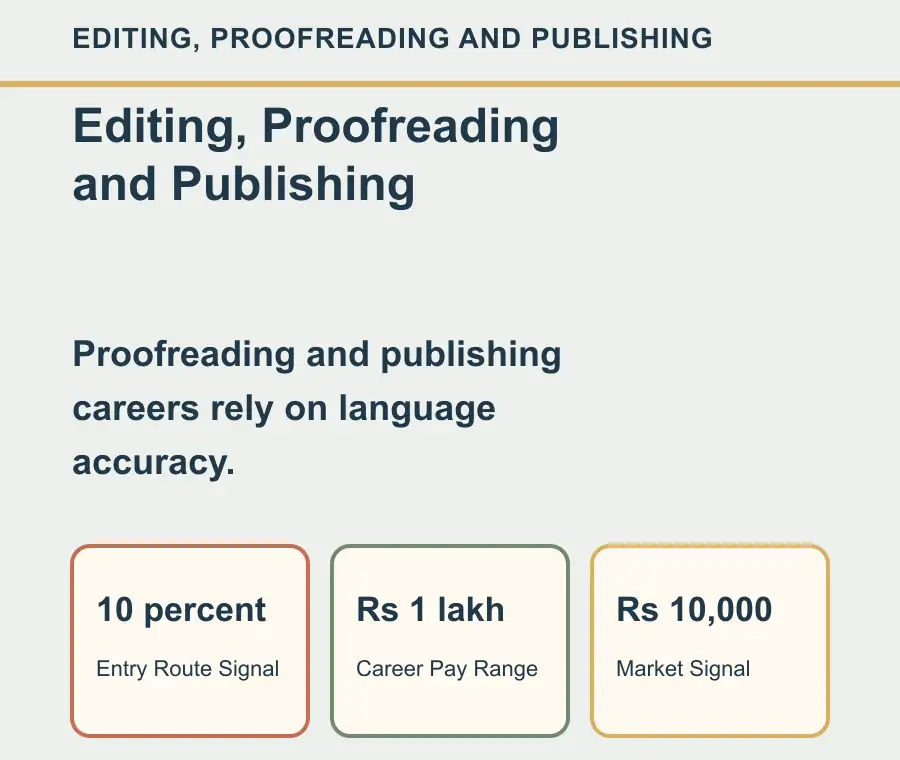 EDITING, PROOFREADING AND PUBLISHING
Editing, Proofreading
and Publishing
Proofreading and publishing
careers rely on language
accuracy.
10 percent
Entry Route Signal
Rs 1 lakh
Career Pay Range
Rs 10,000
Market Signal